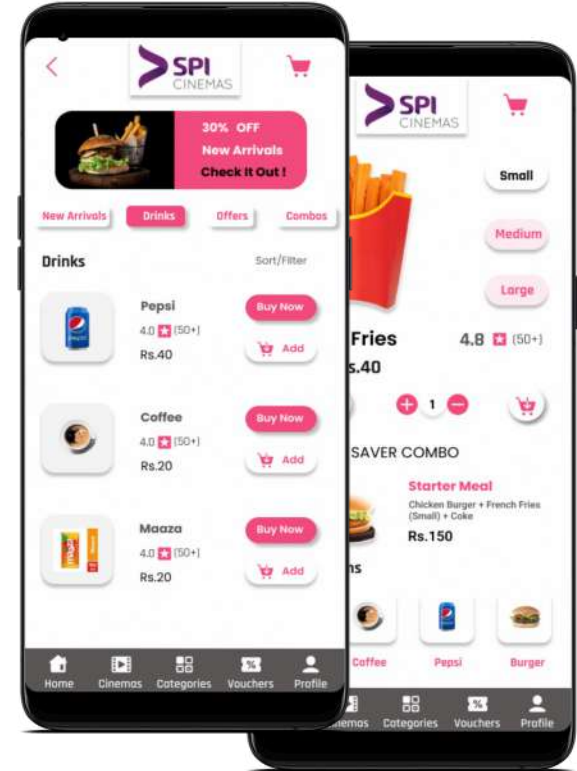 SPI
CINEMAS
30% OFF
New Arrivals
Check It Out !
New Arrivals Drinks Offers Combos
Drinks Sort/Filter
Pepsi
4.0 (50+)
Rs.40
Buy Now
Add
Coffee
4.0 (50+)
Rs.20
Buy Now
Add
Maaza
4.0 (50+)
Rs.20
Buy Now
Add
Home Cinemas Categories Vouchers Profile
SPI
CINEMAS
Small
Medium
Large
Fries 4.8 (50+)
s.40
1
SAVER COMBO
Starter Meal
Chicken Burger + French Fries
(Small) + Coke
Rs.150
ns
Coffee Pepsi Burger
inemas Categories Vouchers Profile